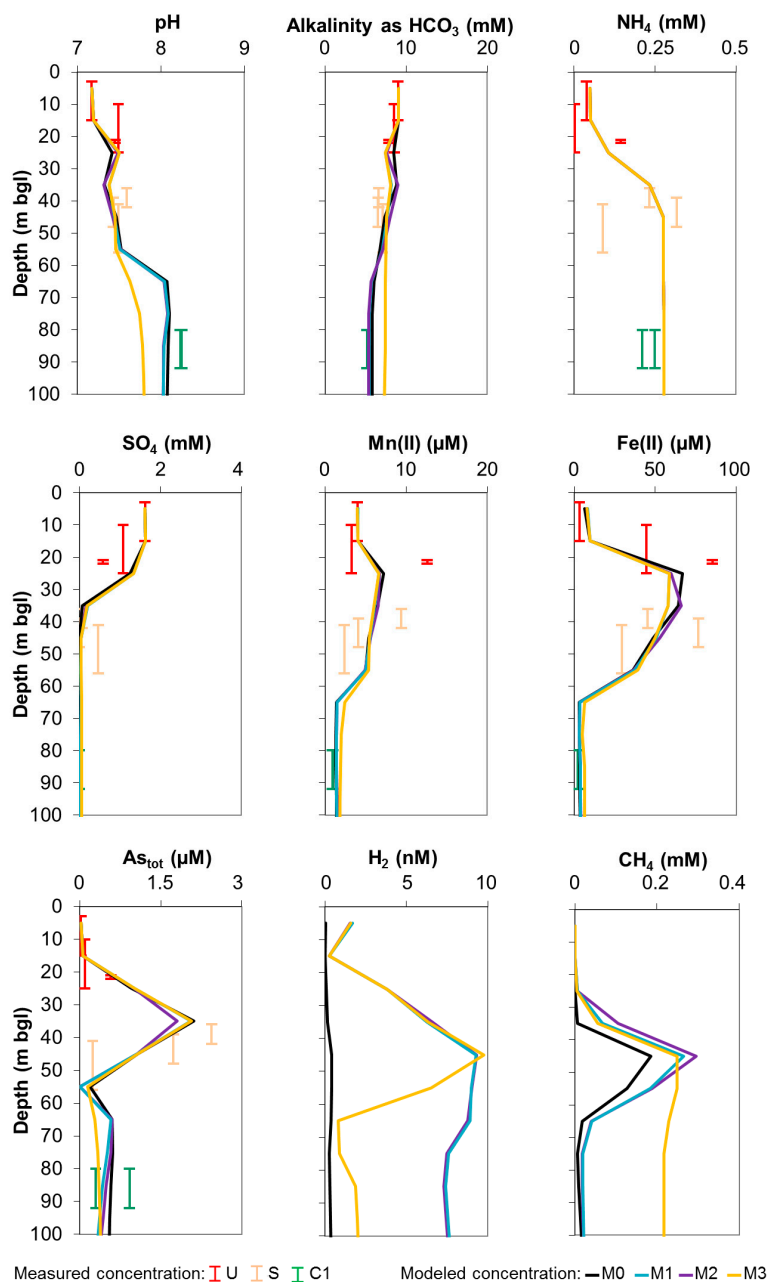 pH
Alkalinity as HCO₃ (mM)
NH₄ (mM)
7 8 9
0 10 20
0 0.25 0.5
Depth (m bgl)
0
10
20
30
40
50
60
70
80
90
100
SO₄ (mM)
Mn(II) (µM)
Fe(II) (µM)
0 2 4
0 10 20
0 50 100
Depth (m bgl)
0
10
20
30
40
50
60
70
80
90
100
As_tot (µM)
H₂ (nM)
CH₄ (mM)
0 1.5 3
0 5 10
0 0.2 0.4
Depth (m bgl)
0
10
20
30
40
50
60
70
80
90
100
Measured concentration: U S C1 Modeled concentration: M0 M1 M2 M3